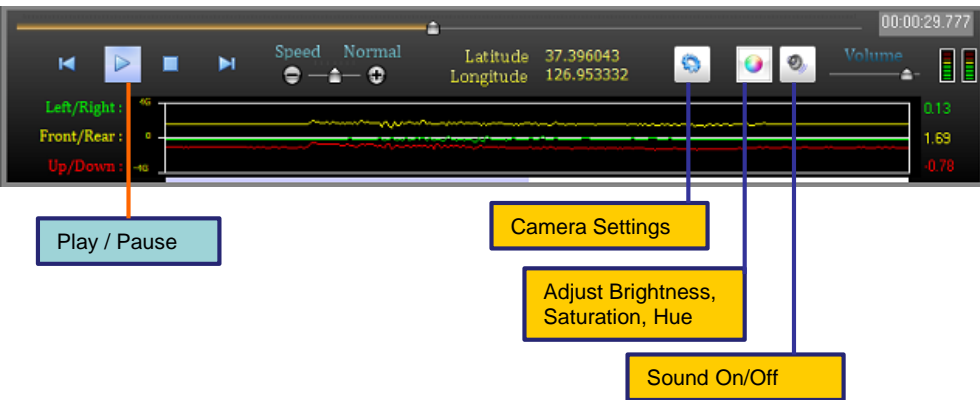 00:00:29.777
Speed Normal
Latitude 37.396043
Longitude 126.953332
Volume
Left/Right : 4G 0.13
Front/Rear : 0 1.69
Up/Down : -4G -0.78
Play / Pause
Camera Settings
Adjust Brightness,
Saturation, Hue
Sound On/Off